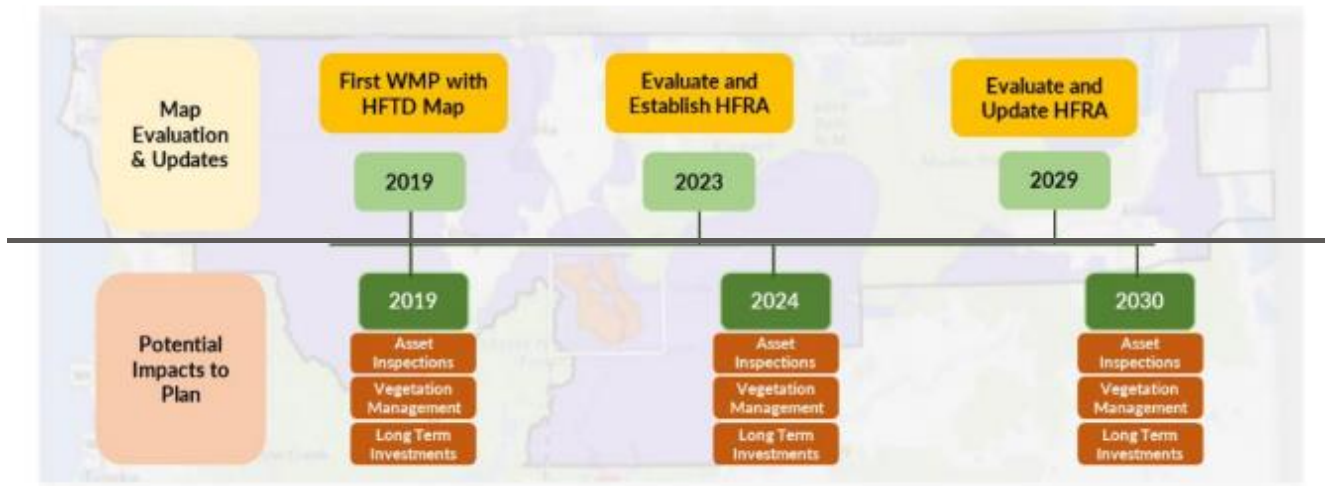 Map
Evaluation
& Updates
First WMP with
HFTD Map
Evaluate and
Establish HFRA
Evaluate and
Update HFRA
2019
2023
2029
Potential
Impacts to
Plan
2019
2024
2030
Asset
Inspections
Vegetation
Management
Long Term
Investments
Asset
Inspections
Vegetation
Management
Long Term
Investments
Asset
Inspections
Vegetation
Management
Long Term
Investments